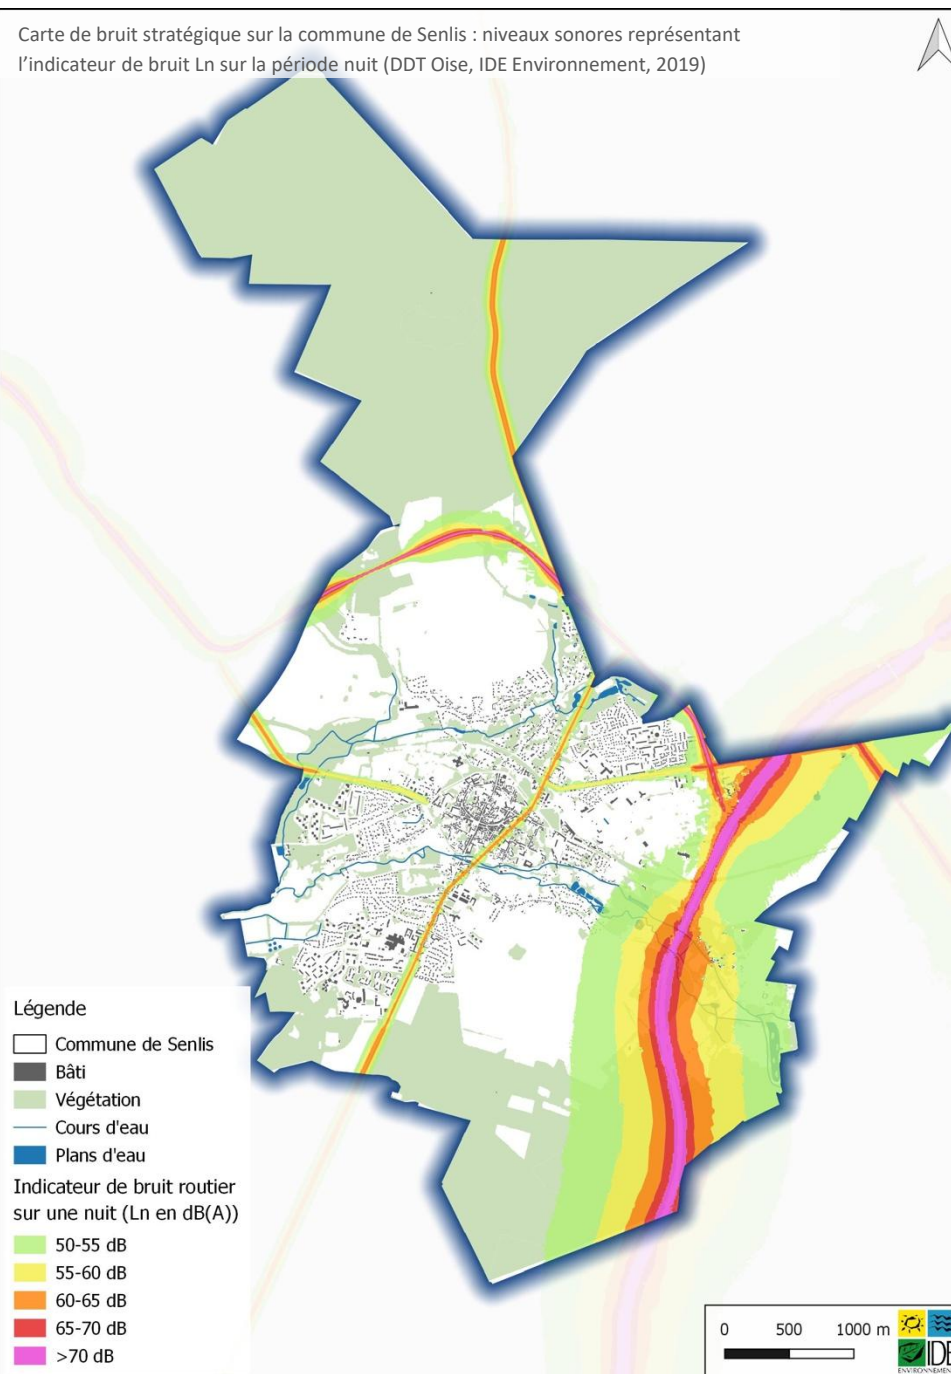 Carte de bruit stratégique sur la commune de Senlis : niveaux sonores représentant
l'indicateur de bruit Ln sur la période nuit (DDT Oise, IDE Environnement, 2019)
Légende
Commune de Senlis
Bâti
Végétation
Cours d'eau
Plans d'eau
Indicateur de bruit routier
sur une nuit (Ln en dB(A))
50-55 dB
55-60 dB
60-65 dB
65-70 dB
>70 dB
0 500 1000 m
IDE
ENVIRONNEMENT